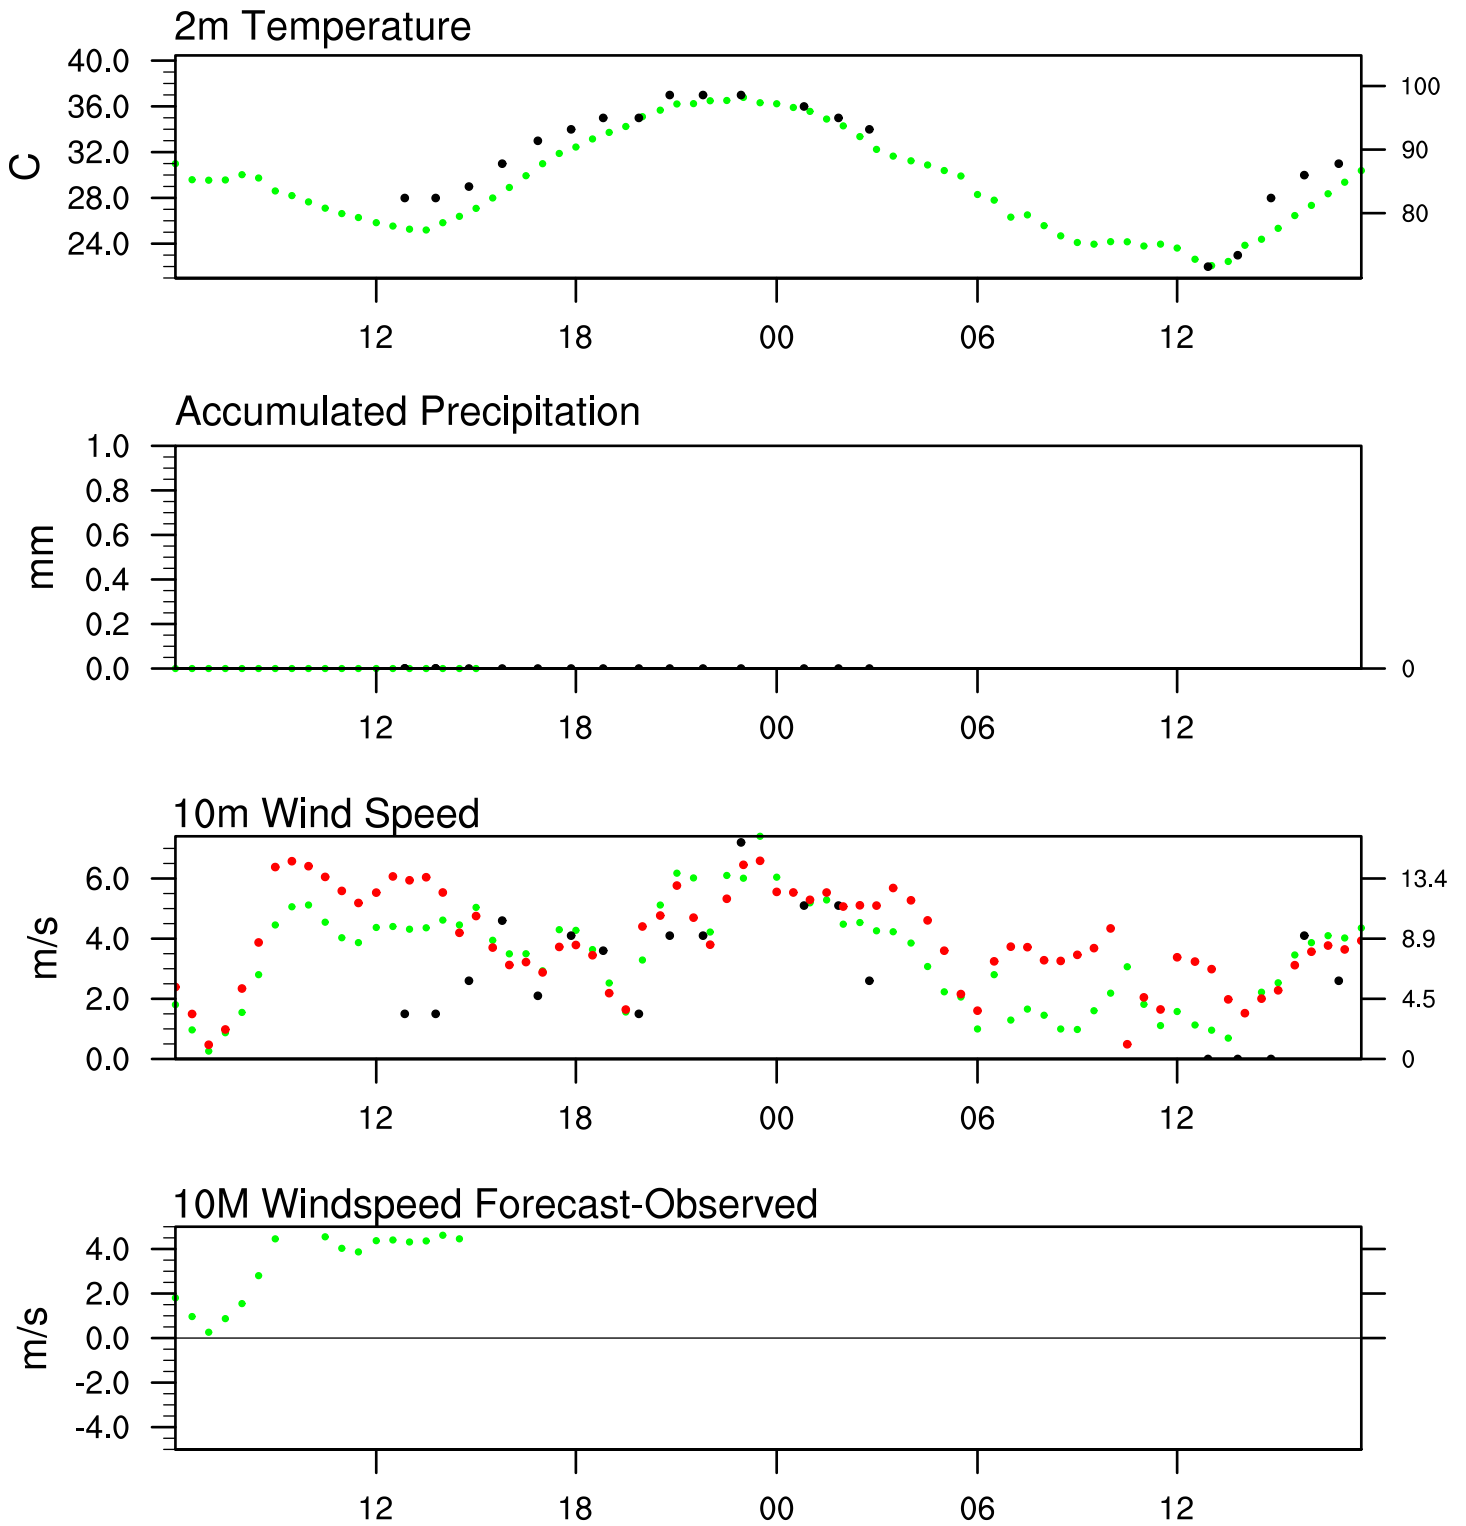 2m Temperature
40.0
36.0
32.0
28.0
24.0
C
100
90
80
12 18 00 06 12
Accumulated Precipitation
1.0
0.8
0.6
0.4
0.2
0.0
mm
0
12 18 00 06 12
10m Wind Speed
6.0
4.0
2.0
0.0
m/s
13.4
8.9
4.5
0
12 18 00 06 12
10M Windspeed Forecast-Observed
4.0
2.0
0.0
-2.0
-4.0
m/s
12 18 00 06 12